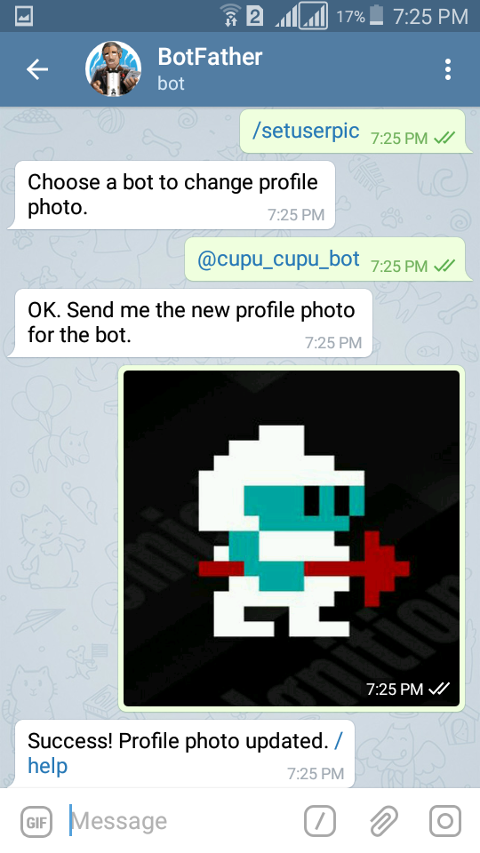 2 17% 7:25 PM
BotFather
bot
/setuserpic 7:25 PM
Choose a bot to change profile
photo.
7:25 PM
@cupu_cupu_bot 7:25 PM
OK. Send me the new profile photo
for the bot.
7:25 PM
Ignition
7:25 PM
Success! Profile photo updated. /
help
7:25 PM
GIF Message /